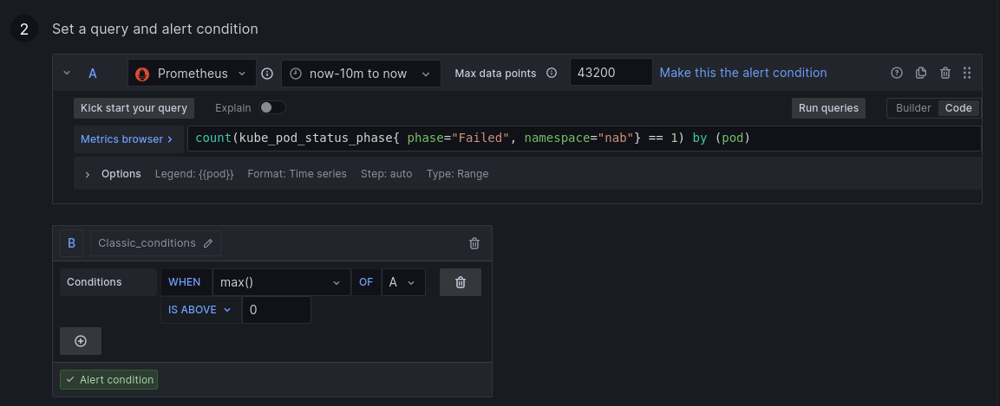 2 Set a query and alert condition
A Prometheus now-10m to now Max data points 43200 Make this the alert condition
Kick start your query Explain Run queries Builder Code
Metrics browser > count(kube_pod_status_phase{ phase="Failed", namespace="nab"} == 1) by (pod)
> Options Legend: {{pod}} Format: Time series Step: auto Type: Range
B Classic_conditions
Conditions WHEN max() OF A
IS ABOVE 0
Alert condition